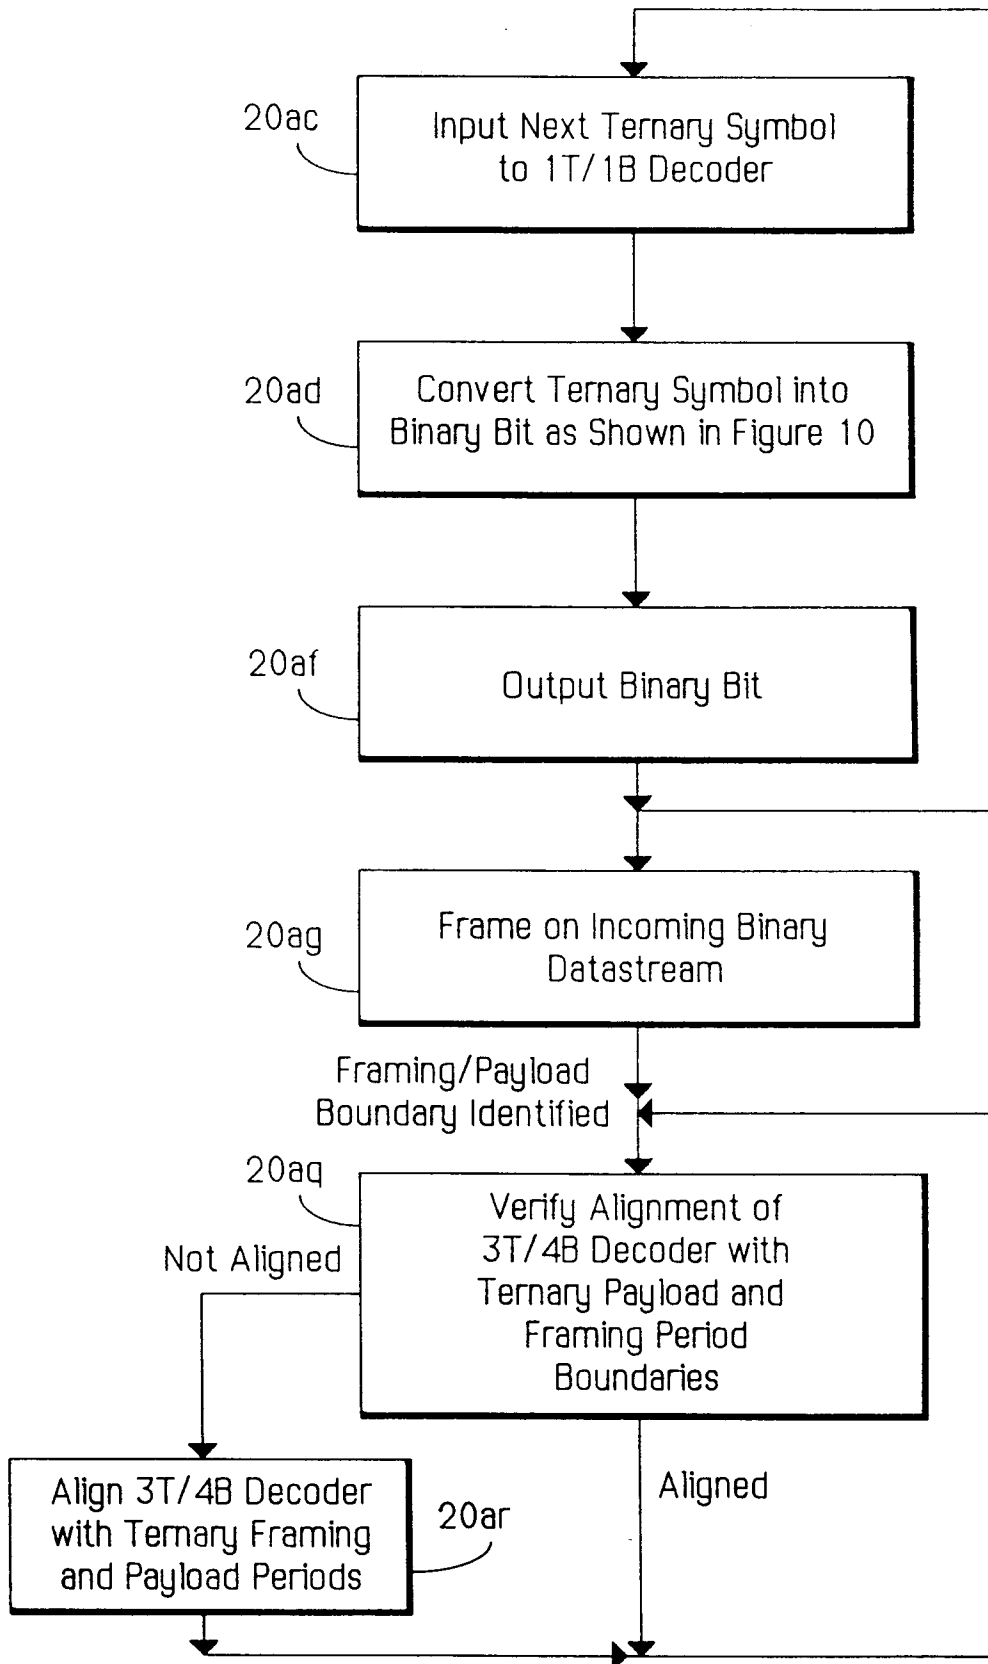 20ac
Input Next Ternary Symbol
to 1T/1B Decoder
20ad
Convert Ternary Symbol into
Binary Bit as Shown in Figure 10
20af
Output Binary Bit
20ag
Frame on Incoming Binary
Datastream
Framing/Payload
Boundary Identified
20aq
Verify Alignment of
3T/4B Decoder with
Ternary Payload and
Framing Period
Boundaries
Not Aligned
Align 3T/4B Decoder
with Ternary Framing
and Payload Periods
20ar
Aligned